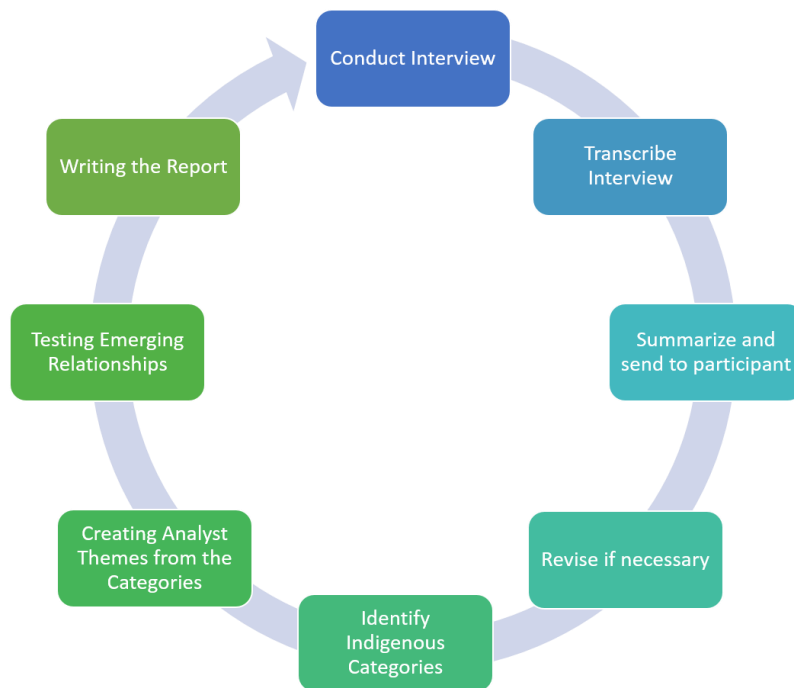 Conduct Interview
Transcribe
Interview
Summarize and
send to participant
Revise if necessary
Identify
Indigenous
Categories
Creating Analyst
Themes from the
Categories
Testing Emerging
Relationships
Writing the Report